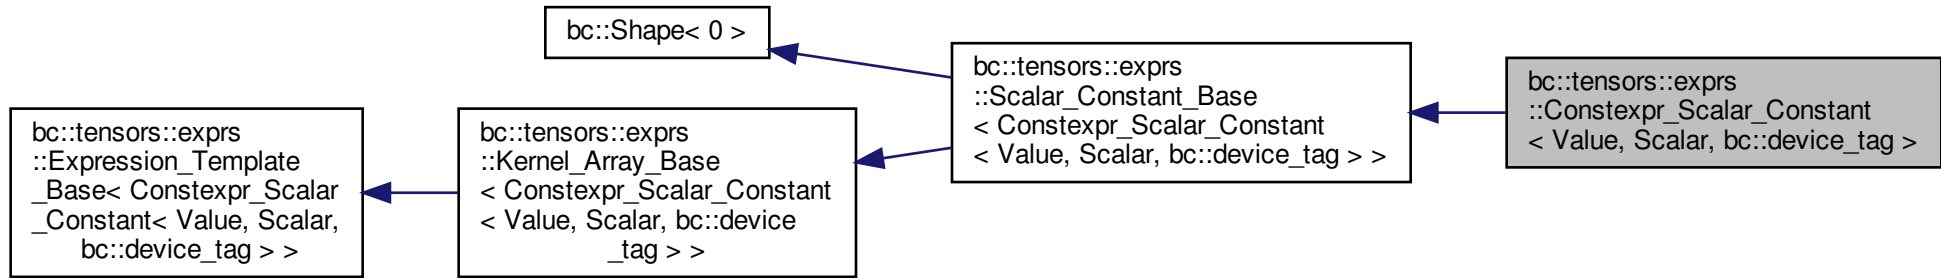 bc::Shape< 0 >
bc::tensors::exprs
::Expression_Template
_Base< Constexpr_Scalar
_Constant< Value, Scalar,
bc::device_tag > >
bc::tensors::exprs
::Kernel_Array_Base
< Constexpr_Scalar_Constant
< Value, Scalar, bc::device
_tag > >
bc::tensors::exprs
::Scalar_Constant_Base
< Constexpr_Scalar_Constant
< Value, Scalar, bc::device_tag > >
bc::tensors::exprs
::Constexpr_Scalar_Constant
< Value, Scalar, bc::device_tag >